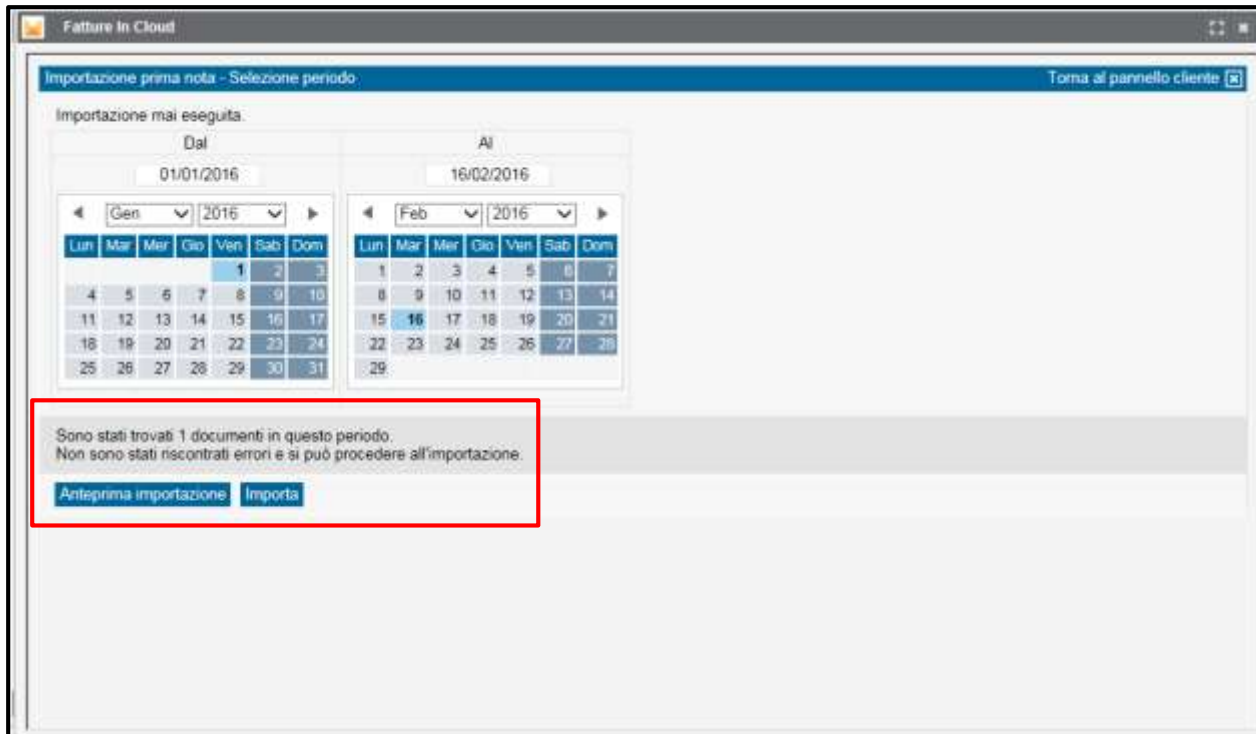 Fatture In Cloud
Importazione prima nota - Selezione periodo Torna al pannello cliente
Importazione mai eseguita.
Dal Al
01/01/2016 16/02/2016
Gen 2016 Feb 2016
Lun Mar Mer Gio Ven Sab Dom Lun Mar Mer Gio Ven Sab Dom
1 2 3 1 2 3 4 5 6 7
4 5 6 7 8 9 10 8 9 10 11 12 13 14
11 12 13 14 15 16 17 15 16 17 18 19 20 21
18 19 20 21 22 23 24 22 23 24 25 26 27 28
25 26 27 28 29 30 31 29
Sono stati trovati 1 documenti in questo periodo.
Non sono stati riscontrati errori e si può procedere all'importazione.
Anteprima importazione Importa